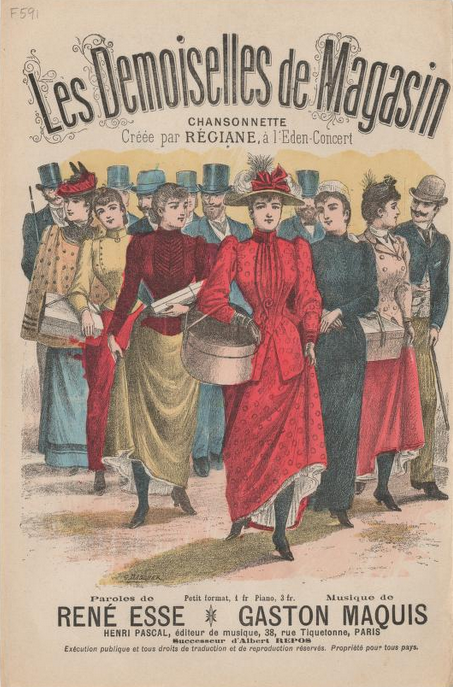 F.591
Les Demoiselles de Magasin
CHANSONNETTE
Créée par RÉGIANE, à l'Eden-Concert
Paroles de Petit format, 1 fr Piano, 3 fr. Musique de
RENÉ ESSE GASTON MAQUIS
HENRI PASCAL, éditeur de musique, 38, rue Tiquetonne, PARIS
Successeur d'Albert REPOS
Exécution publique et tous droits de traduction et de reproduction réservés. Propriété pour tous pays.